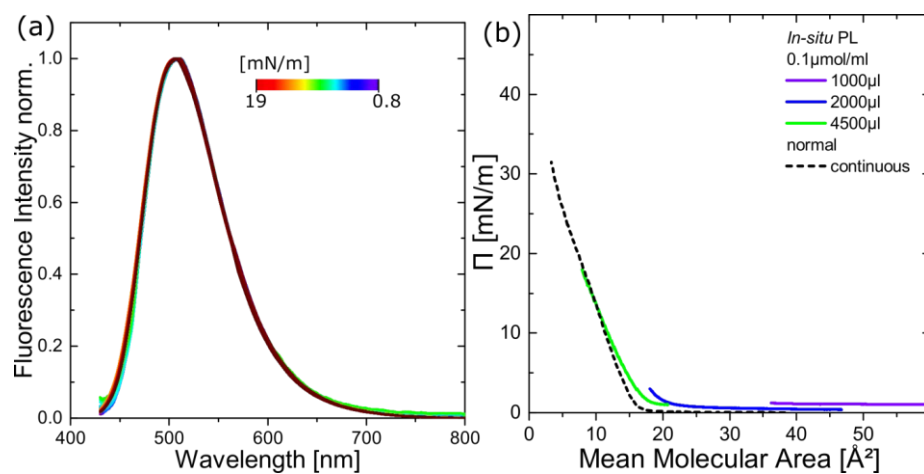 (a)
[mN/m]
19 0.8
Fluorescence Intensity norm.
1.0
0.8
0.6
0.4
0.2
0.0
400 500 600 700 800
Wavelength [nm]
(b)
In-situ PL
0.1µmol/ml
1000µl
2000µl
4500µl
normal
continuous
Π [mN/m]
40
30
20
10
0
0 10 20 30 40 50
Mean Molecular Area [Å²]